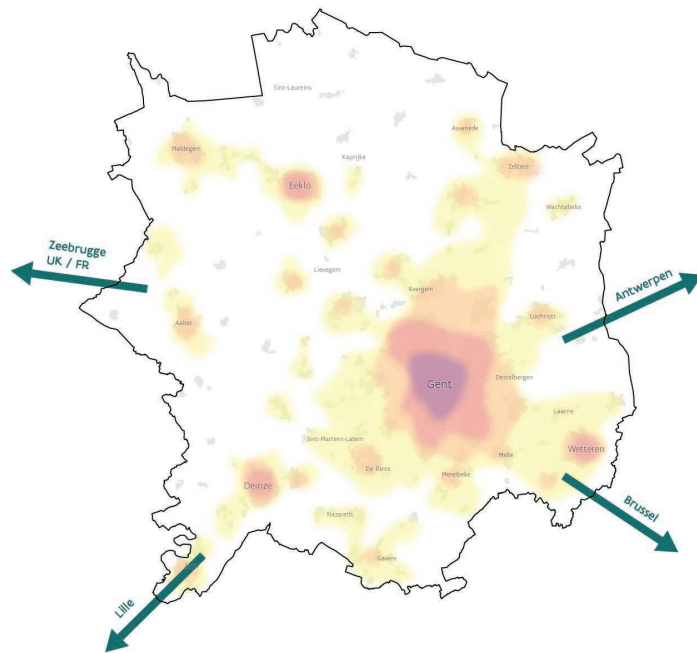 Sint-Laureins
Assenede
Maldegem
Kaprijke
Zelzate
Eeklo
Wachtebeke
Zeebrugge
UK / FR
Lievegem
Evergem
Antwerpen
Aalter
Lochristi
Gent
Destelbergen
Laarne
Sint-Martens-Latem
Wetteren
Melle
De Pinte
Merelbeke
Deinze
Nazareth
Brussel
Gavere
Lille